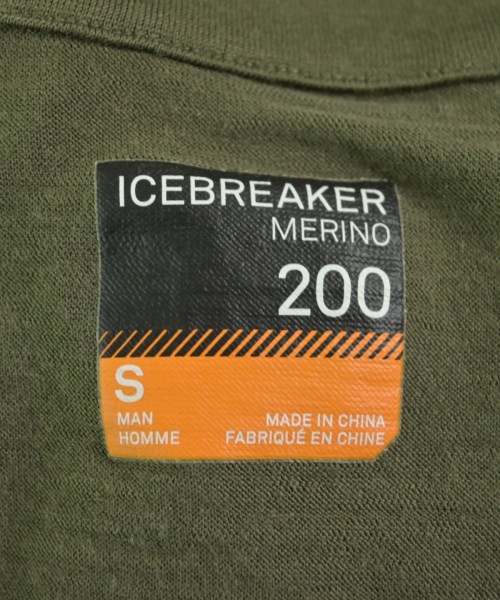 ICEBREAKER
MERINO
200
S
MAN
HOMME
MADE IN CHINA
FABRIQUÉ EN CHINE